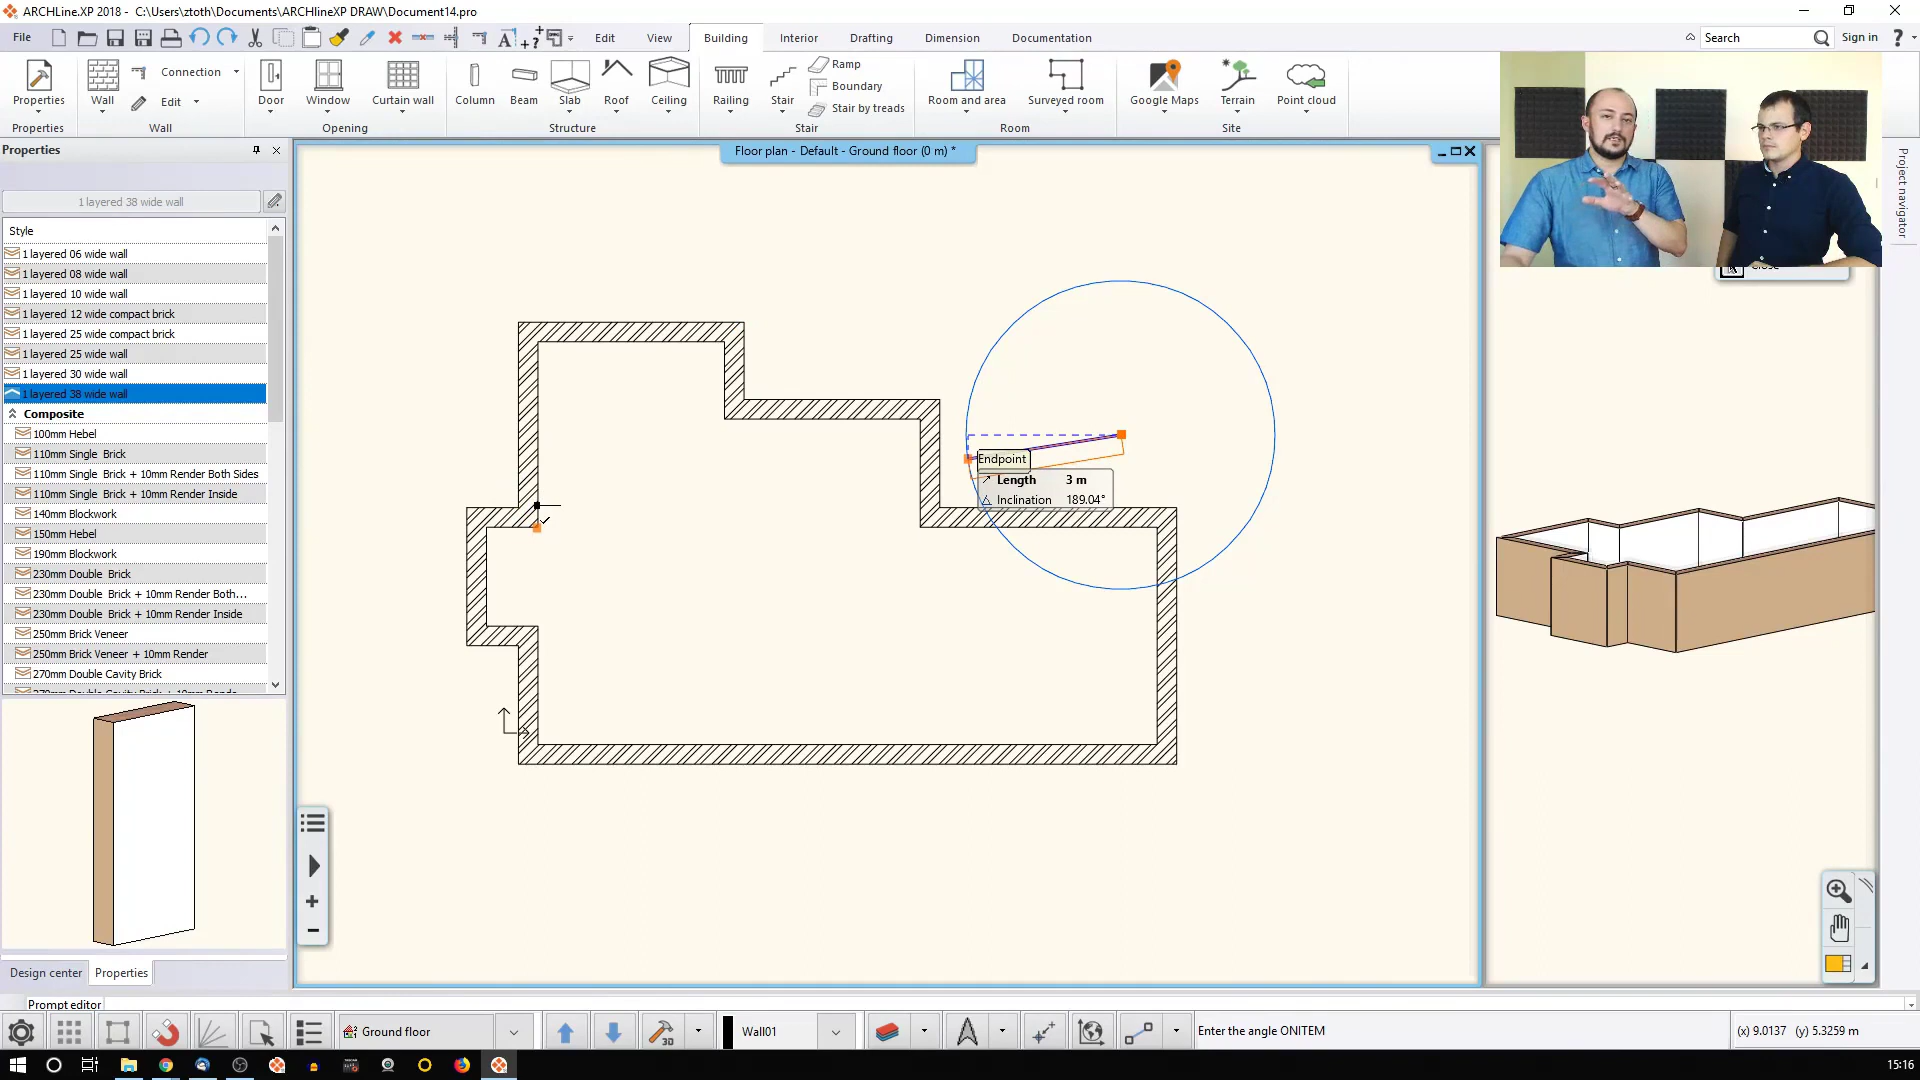 ARCHLine.XP 2018 - C:\Users\ztoth\Documents\ARCHlineXP DRAW\Document14.pro
File
Edit
View
Building
Interior
Drafting
Dimension
Documentation
Search
Sign in
Properties
Wall
Connection
Edit
Door
Window
Curtain wall
Column
Beam
Slab
Roof
Ceiling
Railing
Stair
Ramp
Boundary
Stair by treads
Room and area
Surveyed room
Google Maps
Terrain
Point cloud
Properties
Wall
Opening
Structure
Stair
Room
Site
Properties
1 layered 38 wide wall
Style
1 layered 06 wide wall
1 layered 08 wide wall
1 layered 10 wide wall
1 layered 12 wide compact brick
1 layered 25 wide compact brick
1 layered 25 wide wall
1 layered 30 wide wall
1 layered 38 wide wall
Composite
100mm Hebel
110mm Single Brick
110mm Single Brick + 10mm Render Both Sides
110mm Single Brick + 10mm Render Inside
140mm Blockwork
150mm Hebel
190mm Blockwork
230mm Double Brick
230mm Double Brick + 10mm Render Both...
230mm Double Brick + 10mm Render Inside
250mm Brick Veneer
250mm Brick Veneer + 10mm Render
270mm Double Cavity Brick
Design center
Properties
Floor plan - Default - Ground floor (0 m) *
Endpoint
Length 3 m
Inclination 189.04°
Project navigator
Prompt editor
Ground floor
3D
Wall01
Enter the angle ONITEM
(x) 9.0137 (y) 5.3259 m
15:16